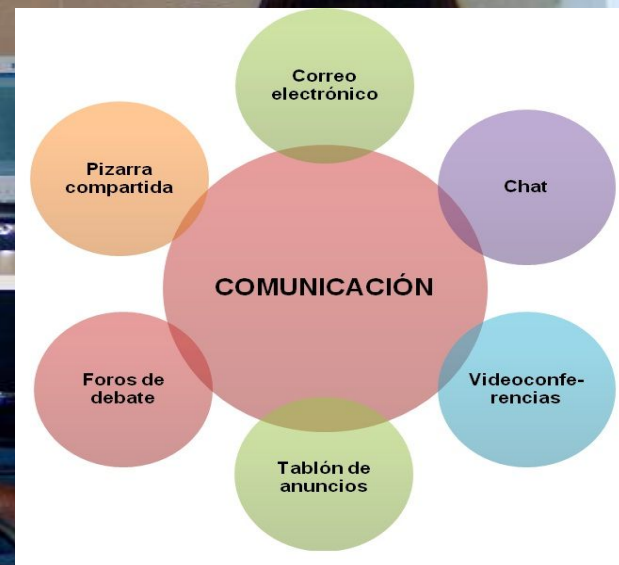 Correo
electrónico
Pizarra
compartida
Chat
COMUNICACIÓN
Foros de
debate
Videoconfe-
rencias
Tablón de
anuncios